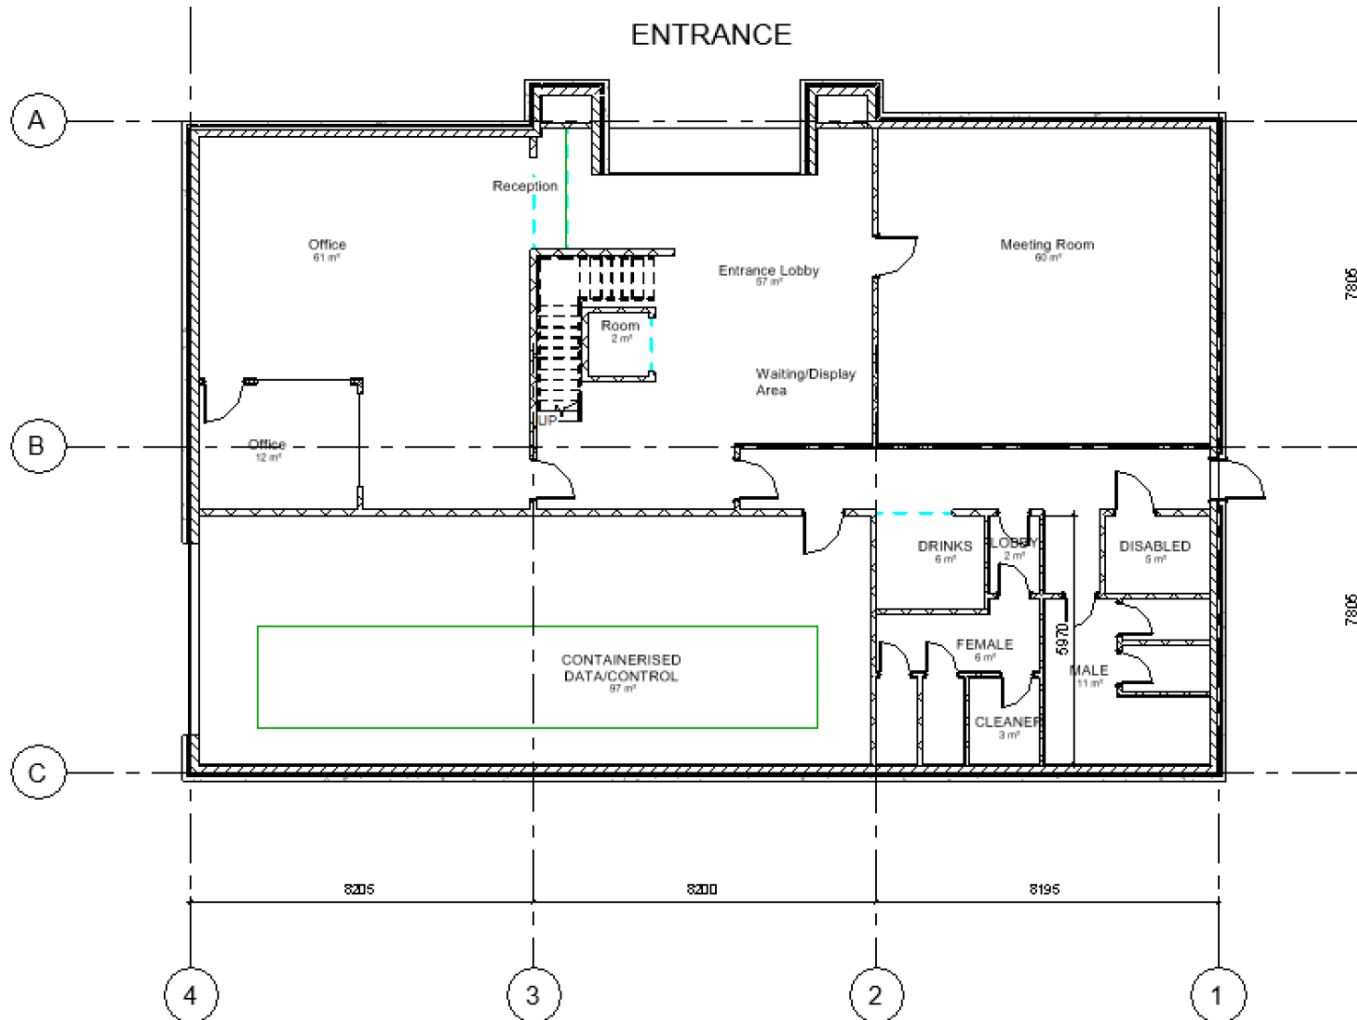 ENTRANCE
A
Reception
Office
61 m²
Meeting Room
60 m²
Entrance Lobby
57 m²
7805
Room
2 m²
Waiting/Display
Area
UP
B
Office
12 m²
DRINKS
6 m²
LOBBY
2 m²
DISABLED
5 m²
7805
5970
FEMALE
6 m²
CONTAINERISED
DATA/CONTROL
97 m²
MALE
11 m²
CLEANER
3 m²
C
8205
8200
8195
4
3
2
1